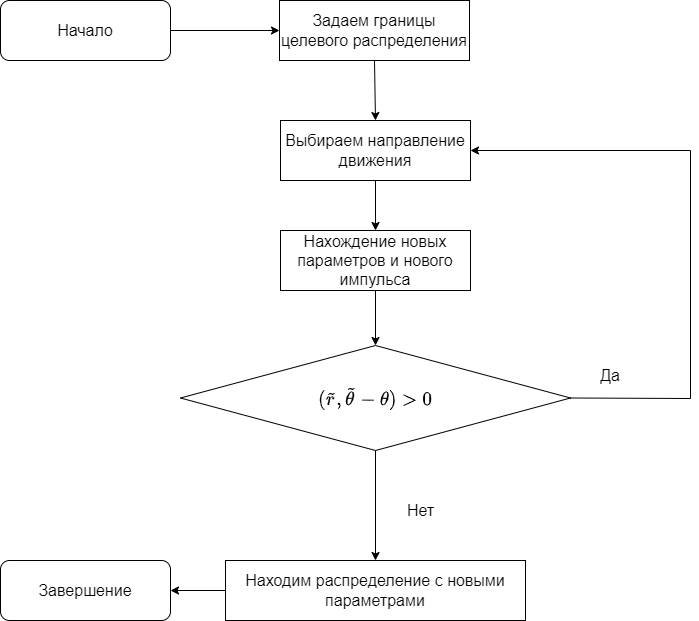 Начало
Задаем границы
целевого распределения
Выбираем направление
движения
Нахождение новых
параметров и нового
импульса
Да
(r̃, θ̃ − θ) > 0
Нет
Находим распределение с новыми
параметрами
Завершение